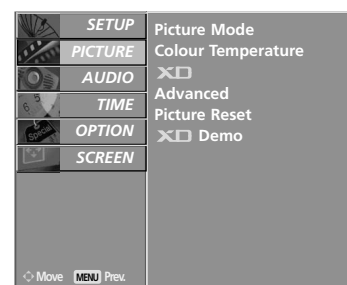 SETUP
PICTURE
AUDIO
TIME
OPTION
Special
SCREEN
Move MENU Prev.
Picture Mode
Colour Temperature
XD
Advanced
Picture Reset
XD Demo